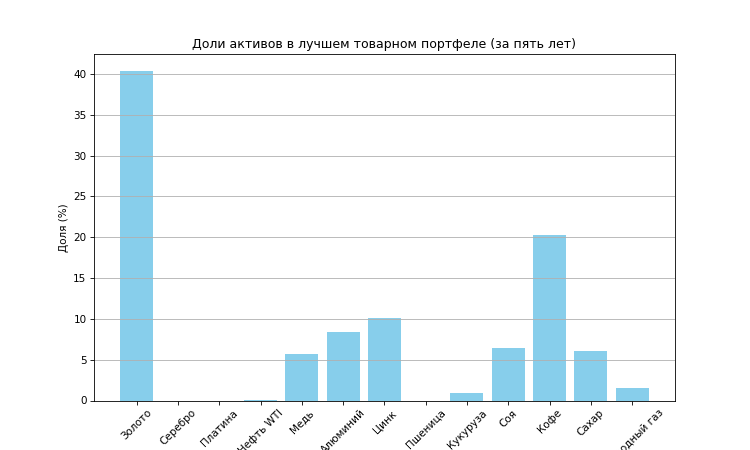 Доли активов в лучшем товарном портфеле (за пять лет)
Доля (%)
40
35
30
25
20
15
10
5
0
Золото
Серебро
Платина
Нефть WTI
Медь
Алюминий
Цинк
Пшеница
Кукуруза
Соя
Кофе
Сахар
газ